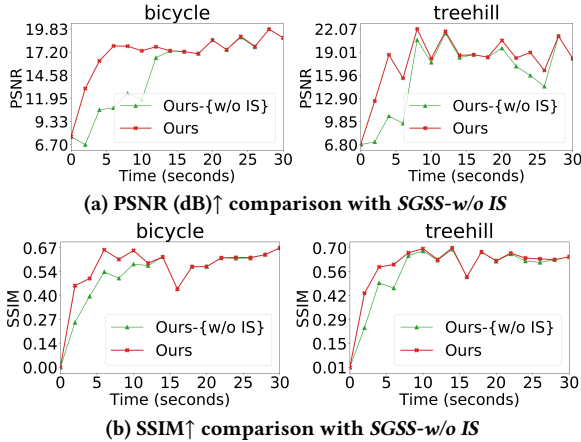 bicycle
treehill
PSNR
19.83
17.20
14.58
11.95
9.33
6.70
Ours-{w/o IS}
Ours
0 5 10 15 20 25 30
Time (seconds)
PSNR
22.07
19.01
15.96
12.90
9.85
6.80
Ours-{w/o IS}
Ours
0 5 10 15 20 25 30
Time (seconds)
(a) PSNR (dB)↑ comparison with SGSS-w/o IS
bicycle
treehill
SSIM
0.67
0.54
0.40
0.27
0.14
0.00
Ours-{w/o IS}
Ours
0 5 10 15 20 25 30
Time (seconds)
SSIM
0.70
0.56
0.42
0.29
0.15
0.01
Ours-{w/o IS}
Ours
0 5 10 15 20 25 30
Time (seconds)
(b) SSIM↑ comparison with SGSS-w/o IS